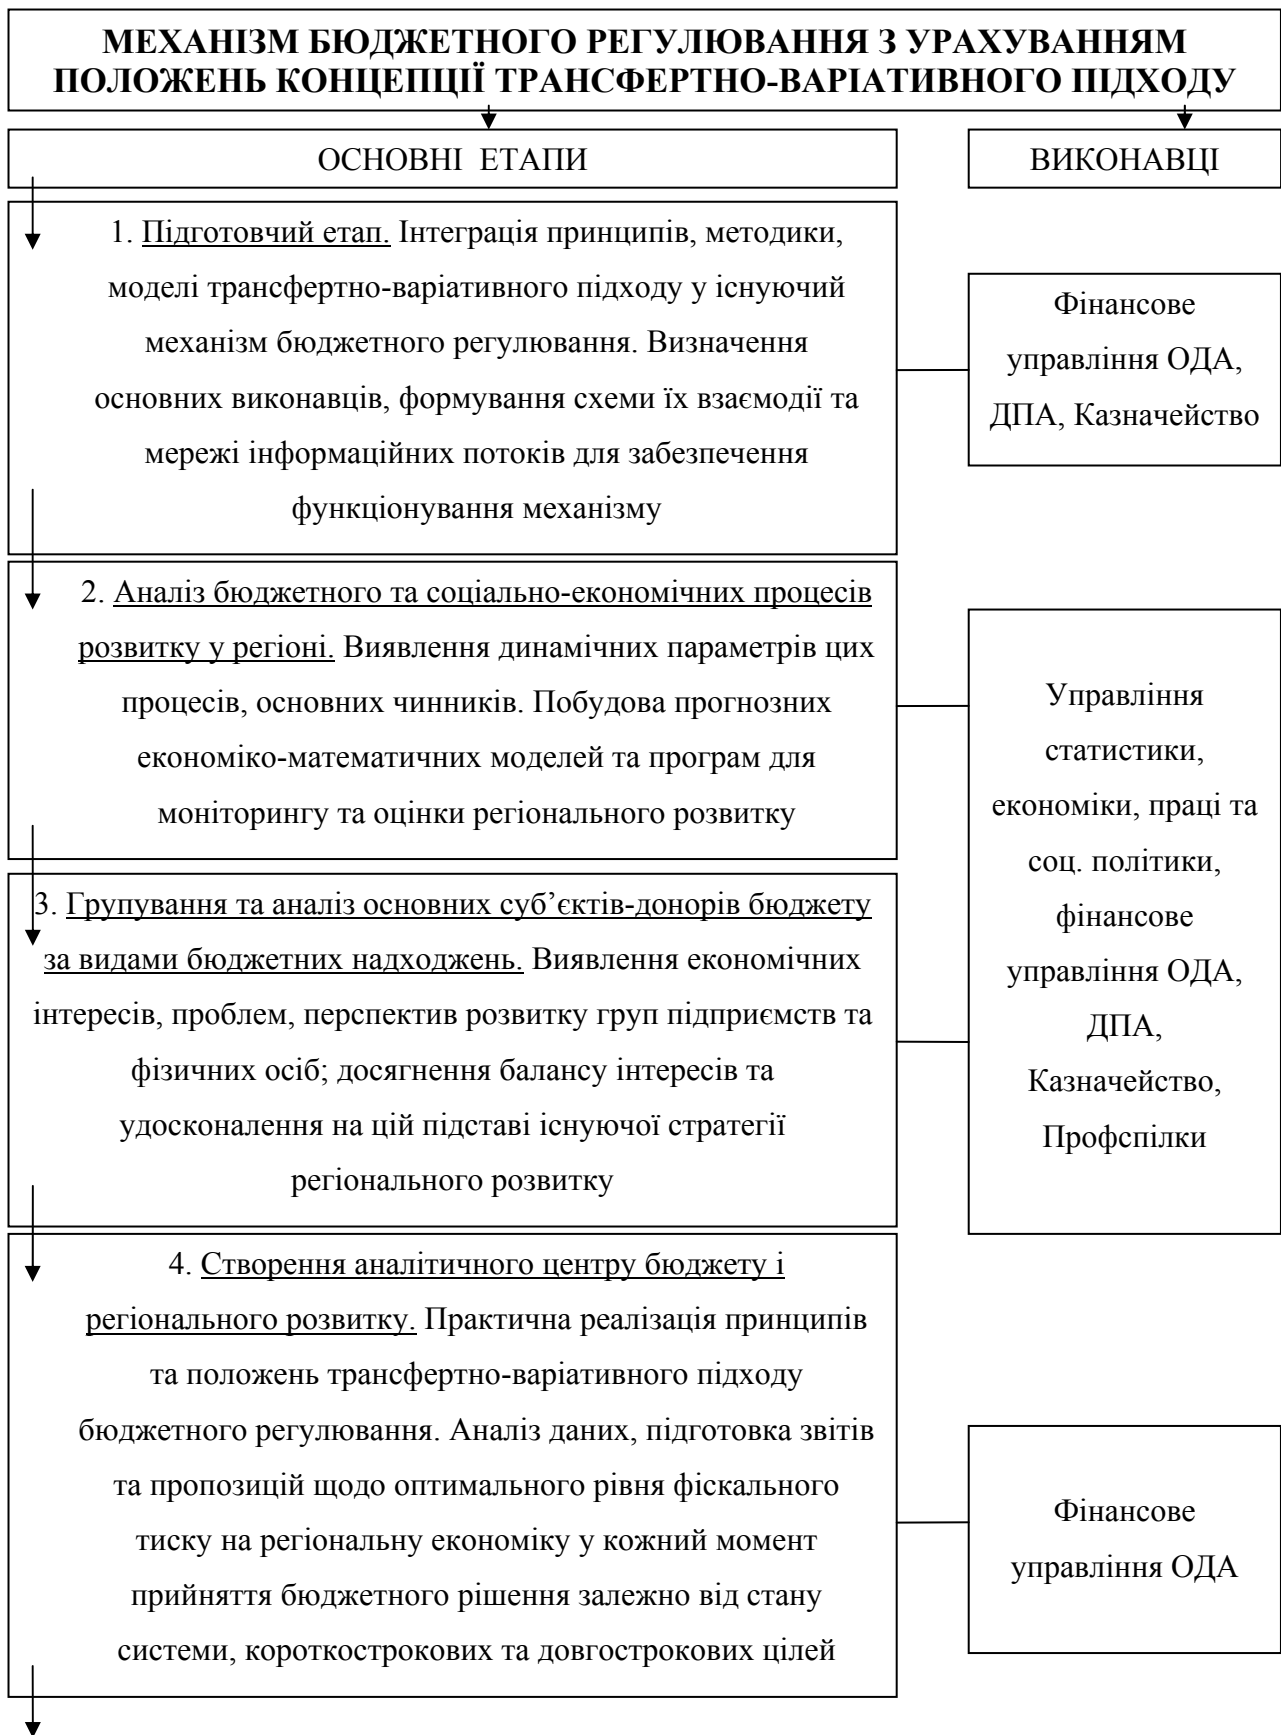 МЕХАНІЗМ БЮДЖЕТНОГО РЕГУЛЮВАННЯ З УРАХУВАННЯМ
ПОЛОЖЕНЬ КОНЦЕПЦІЇ ТРАНСФЕРТНО-ВАРІАТИВНОГО ПІДХОДУ
ОСНОВНІ ЕТАПИ
ВИКОНАВЦІ
1. Підготовчий етап. Інтеграція принципів, методики,
моделі трансфертно-варіативного підходу у існуючий
механізм бюджетного регулювання. Визначення
основних виконавців, формування схеми їх взаємодії та
мережі інформаційних потоків для забезпечення
функціонування механізму
Фінансове
управління ОДА,
ДПА, Казначейство
2. Аналіз бюджетного та соціально-економічних процесів
розвитку у регіоні. Виявлення динамічних параметрів цих
процесів, основних чинників. Побудова прогнозних
економіко-математичних моделей та програм для
моніторингу та оцінки регіонального розвитку
3. Групування та аналіз основних суб’єктів-донорів бюджету
за видами бюджетних надходжень. Виявлення економічних
інтересів, проблем, перспектив розвитку груп підприємств та
фізичних осіб; досягнення балансу інтересів та
удосконалення на цій підставі існуючої стратегії
регіонального розвитку
Управління
статистики,
економіки, праці та
соц. політики,
фінансове
управління ОДА,
ДПА,
Казначейство,
Профспілки
4. Створення аналітичного центру бюджету і
регіонального розвитку. Практична реалізація принципів
та положень трансфертно-варіативного підходу
бюджетного регулювання. Аналіз даних, підготовка звітів
та пропозицій щодо оптимального рівня фіскального
тиску на регіональну економіку у кожний момент
прийняття бюджетного рішення залежно від стану
системи, короткострокових та довгострокових цілей
Фінансове
управління ОДА